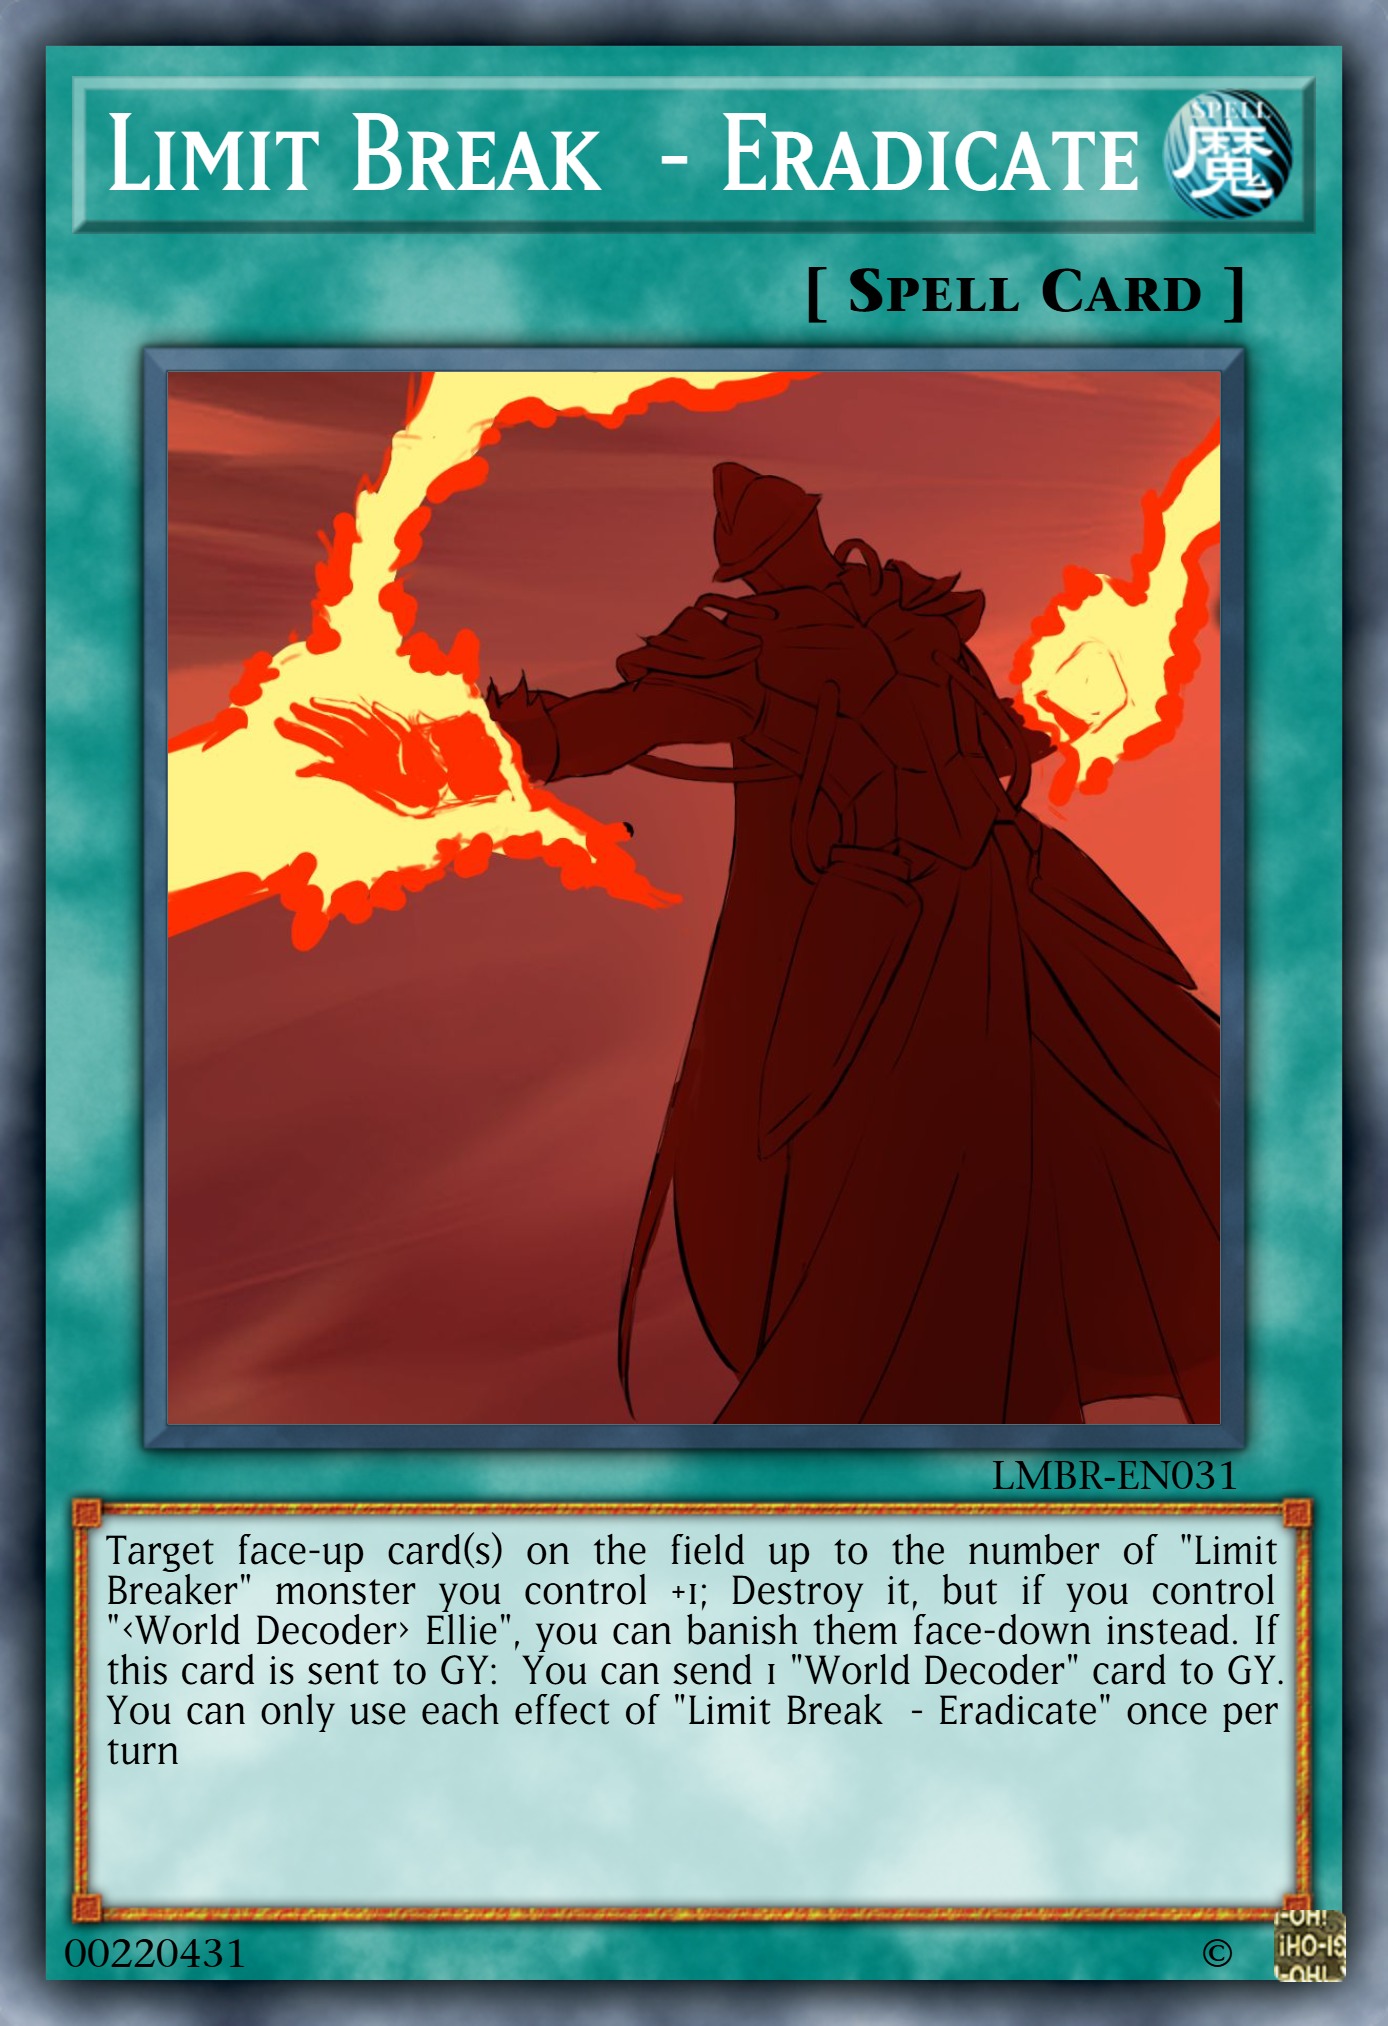 LIMIT BREAK  - ERADICATE
SPELL
魔
[ SPELL CARD ]
LMBR-EN031
Target face-up card(s) on the field up to the number of "Limit
Breaker" monster you control +1; Destroy it, but if you control
"<World Decoder> Ellie", you can banish them face-down instead. If
this card is sent to GY:  You can send 1 "World Decoder" card to GY.
You can only use each effect of "Limit Break  - Eradicate" once per
turn
00220431
©